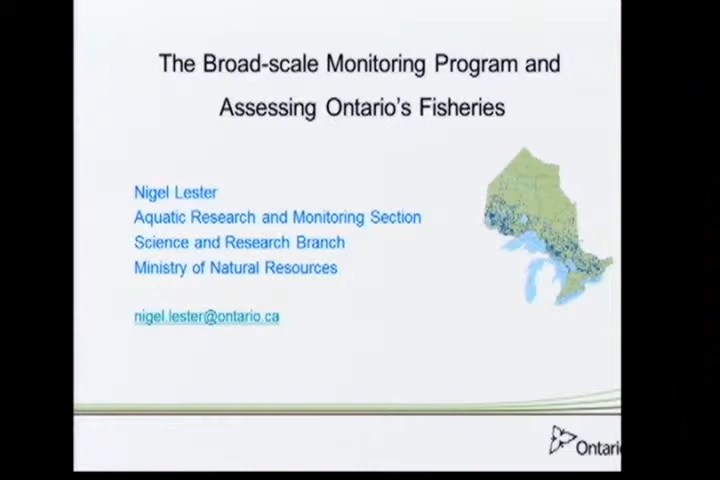 The Broad-scale Monitoring Program and
Assessing Ontario's Fisheries
Nigel Lester
Aquatic Research and Monitoring Section
Science and Research Branch
Ministry of Natural Resources
nigel.lester@ontario.ca
Ontari